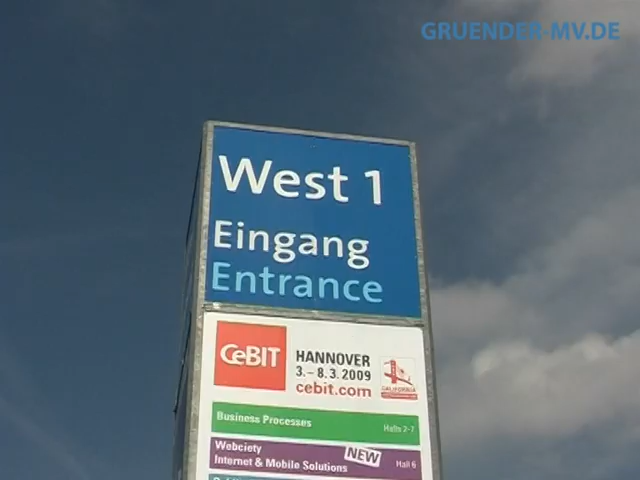 GRUENDER-MV.DE
West 1
Eingang
Entrance
CeBIT
HANNOVER
3. – 8. 3. 2009
cebit.com
CALIFORNIA
Business Processes Halls 2-7
Webciety NEW
Internet & Mobile Solutions Hall 6